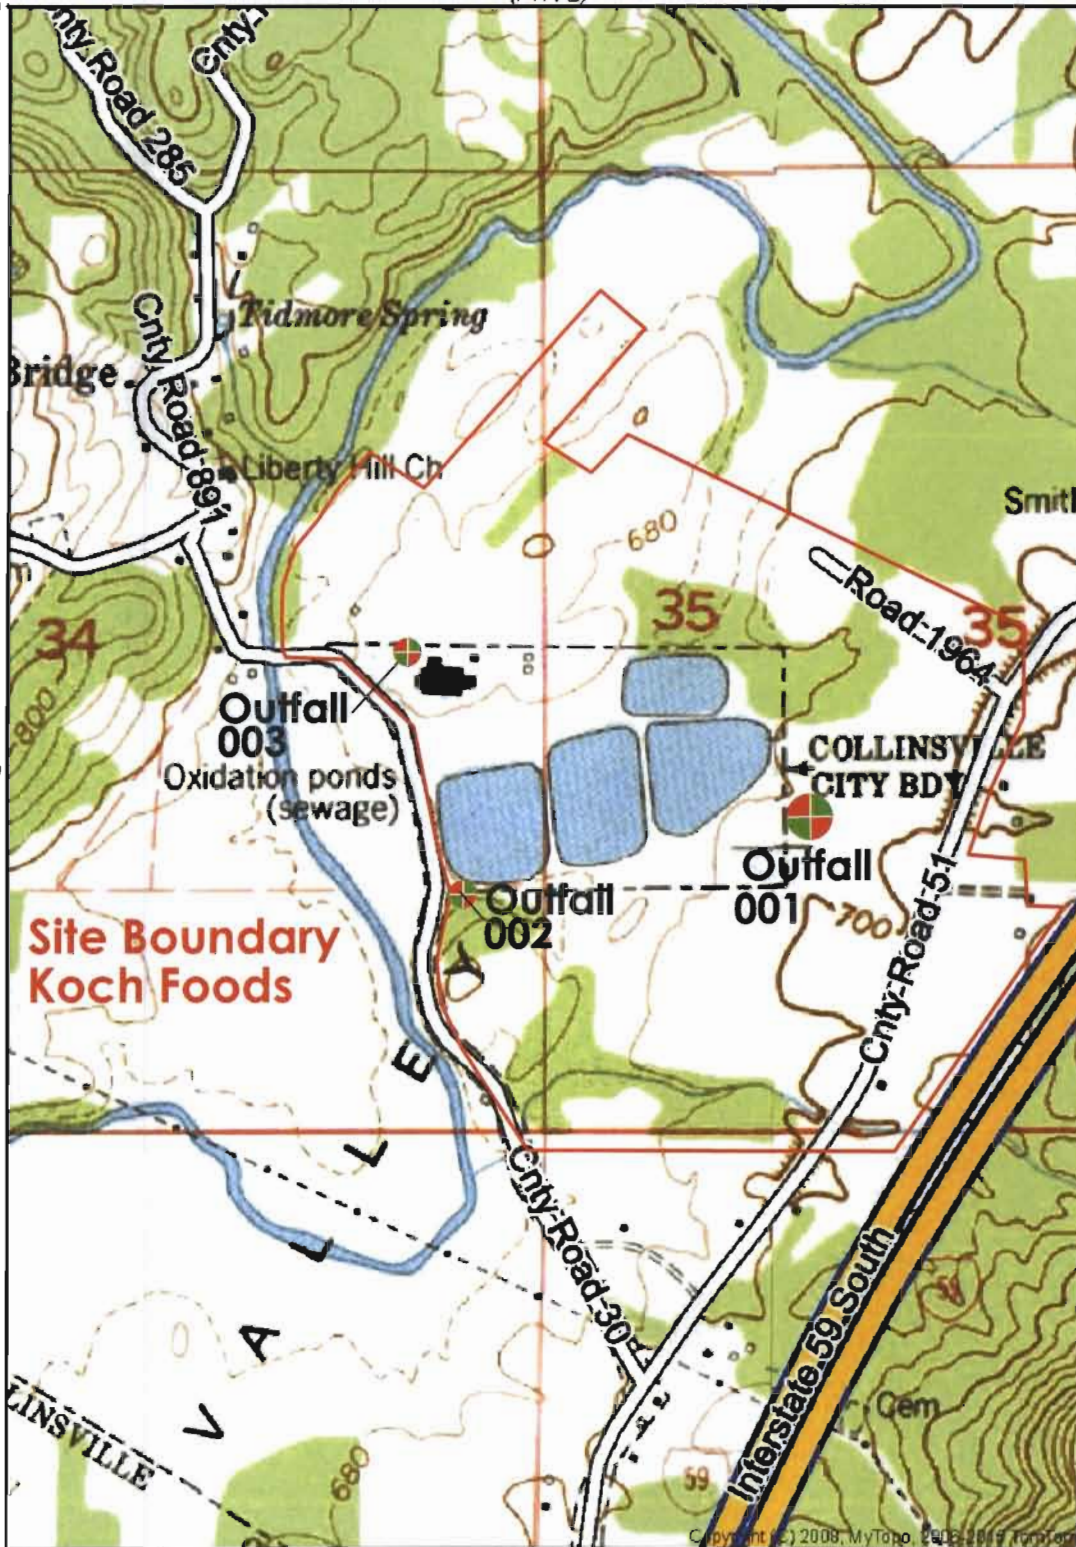 Cnty Road 285
Tidmore Spring
Bridge
Cnty Road 891
Liberty Hill Ch
Smith
680
35
Road 1964
35
34
800
Outfall
003
Oxidation ponds
(sewage)
COLLINSVILLE
CITY BDY
Outfall
001
Outfall
002
700
Site Boundary
Koch Foods
Cnty Road 51
V A L L E Y
Cnty Road 305
Interstate 59 South
59
Cem
LINSVILLE
680
59
Copyright (C) 2008, MyTopo,